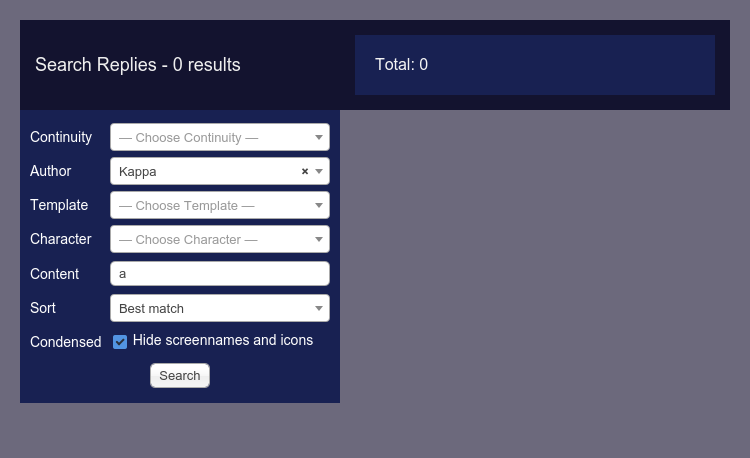 Search Replies - 0 results
Total: 0
Continuity — Choose Continuity —
Author Kappa ×
Template — Choose Template —
Character — Choose Character —
Content a
Sort Best match
Condensed Hide screennames and icons
Search